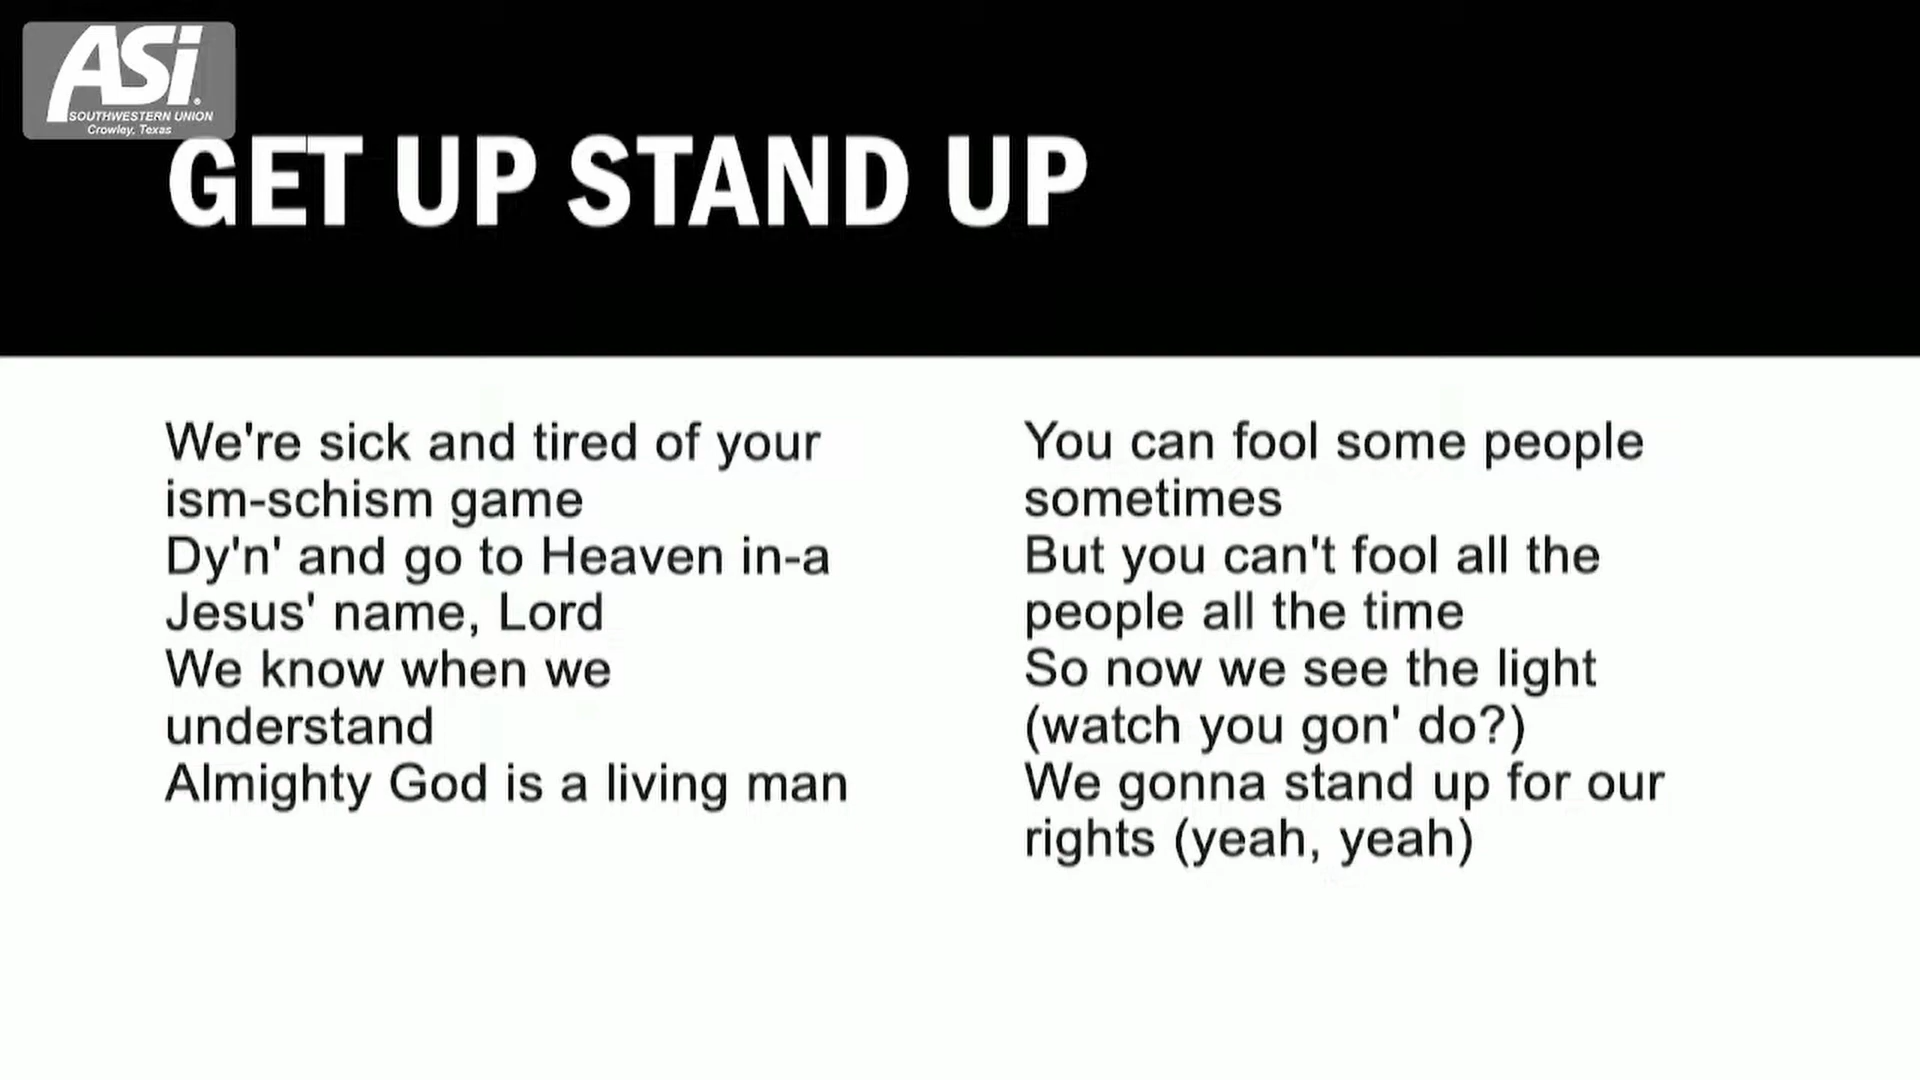 ASi.
SOUTHWESTERN UNION
Crowley, Texas
GET UP STAND UP
We're sick and tired of your
ism-schism game
Dy'n' and go to Heaven in-a
Jesus' name, Lord
We know when we
understand
Almighty God is a living man
You can fool some people
sometimes
But you can't fool all the
people all the time
So now we see the light
(watch you gon' do?)
We gonna stand up for our
rights (yeah, yeah)